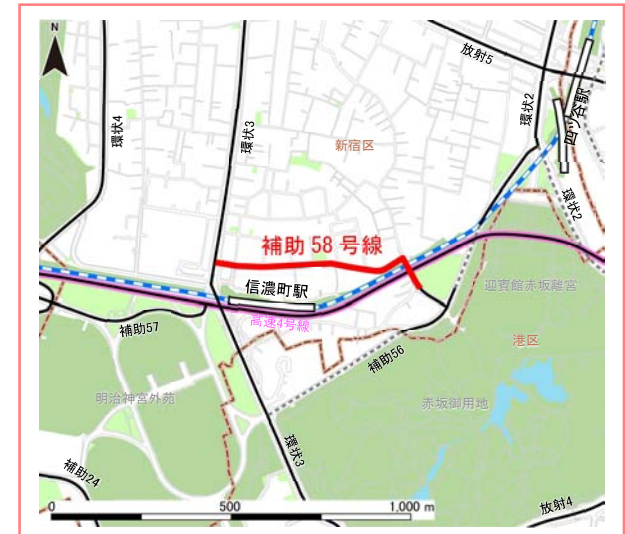 N
放射5
環状2
四ツ谷駅
環状4
環状3
新宿区
環状2
補助 58 号線
信濃町駅
迎賓館赤坂離宮
高速4号線
補助57
港区
補助56
明治神宮外苑
赤坂御用地
環状3
補助24
0 500 1,000 m
放射4